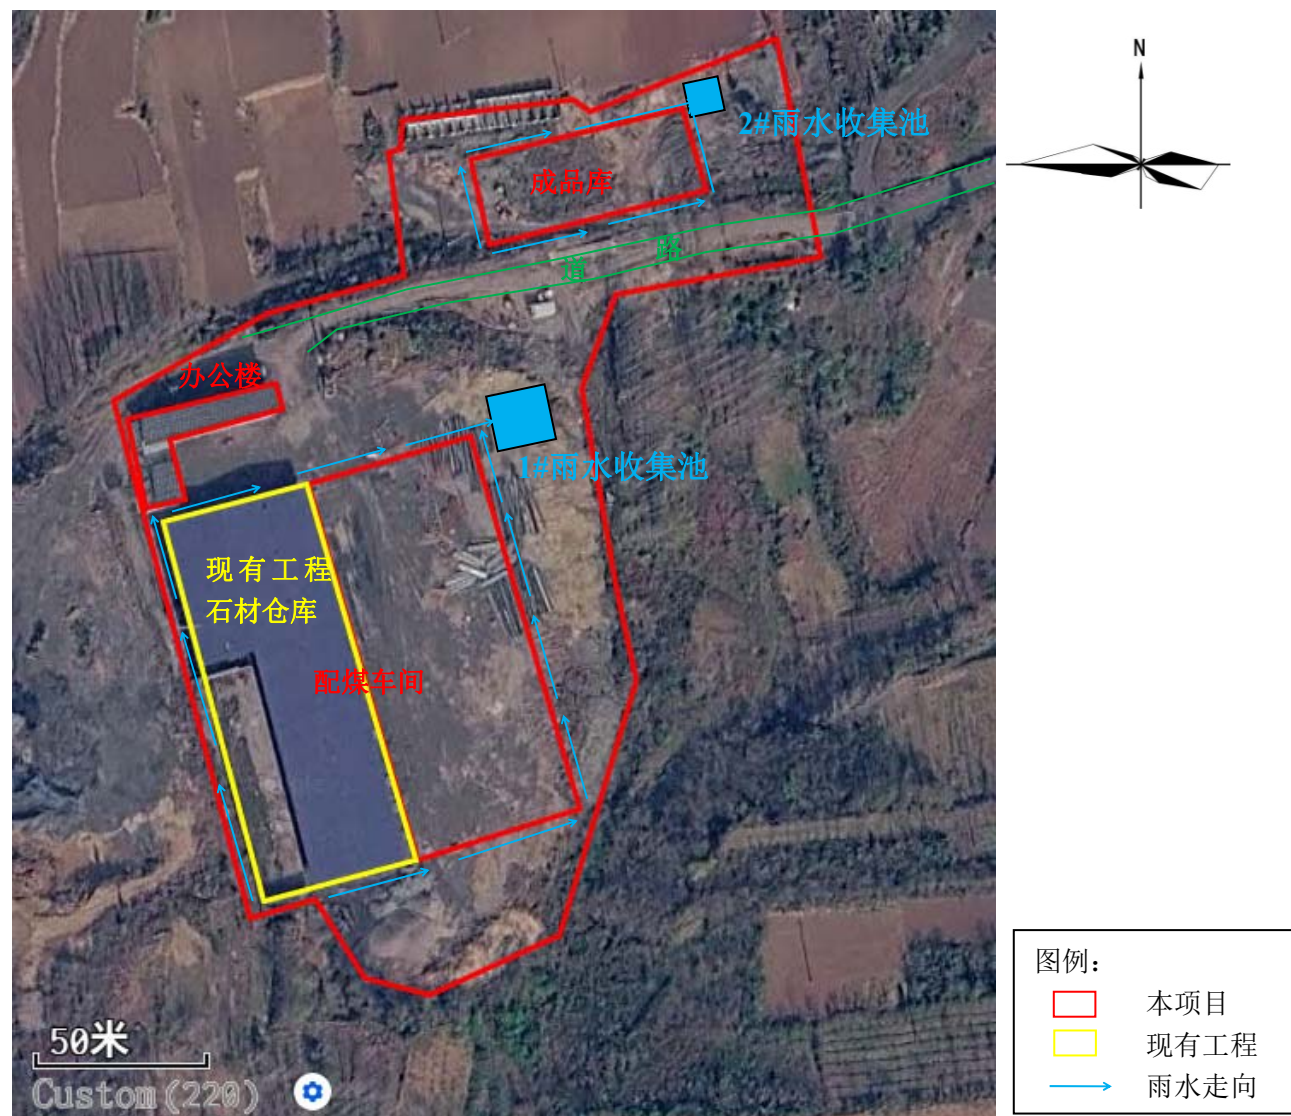 N
2#雨水收集池
成品库
道路
办公楼
1#雨水收集池
现有工程
石材仓库
配煤车间
50米
Custom(220)
图例：
本项目
现有工程
雨水走向